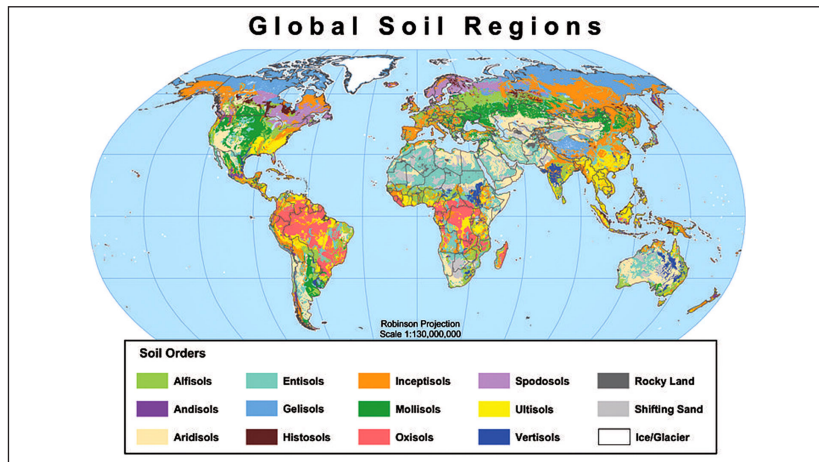 Global Soil Regions
Robinson Projection
Scale 1:130,000,000
Soil Orders
Alfisols Entisols Inceptisols Spodosols Rocky Land
Andisols Gelisols Mollisols Ultisols Shifting Sand
Aridisols Histosols Oxisols Vertisols Ice/Glacier